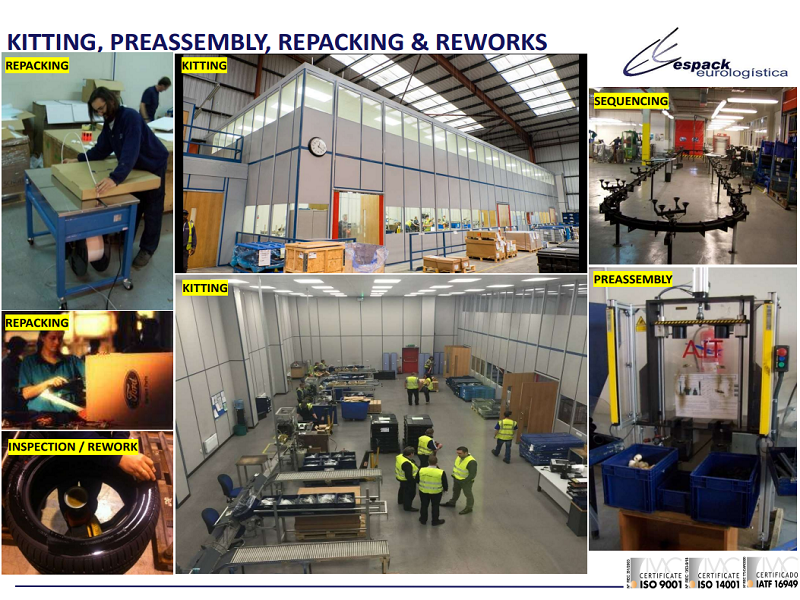 KITTING, PREASSEMBLY, REPACKING & REWORKS
espack
eurologística
REPACKING
KITTING
SEQUENCING
KITTING
PREASSEMBLY
AIT
REPACKING
Ford
INSPECTION / REWORK
CERTIFICATE
ISO 9001
CERTIFICATE
ISO 14001
CERTIFICADO
IATF 16949